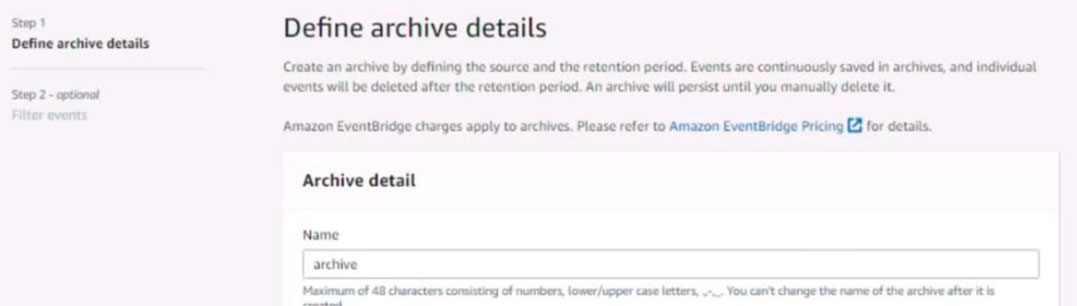 Step 1
Define archive details
Step 2 - optional
Filter events
Define archive details
Create an archive by defining the source and the retention period. Events are continuously saved in archives, and individual
events will be deleted after the retention period. An archive will persist until you manually delete it.
Amazon EventBridge charges apply to archives. Please refer to Amazon EventBridge Pricing for details.
Archive detail
Name
archive
Maximum of 48 characters consisting of numbers, lower/upper case letters, .,-,_. You can't change the name of the archive after it is
created.